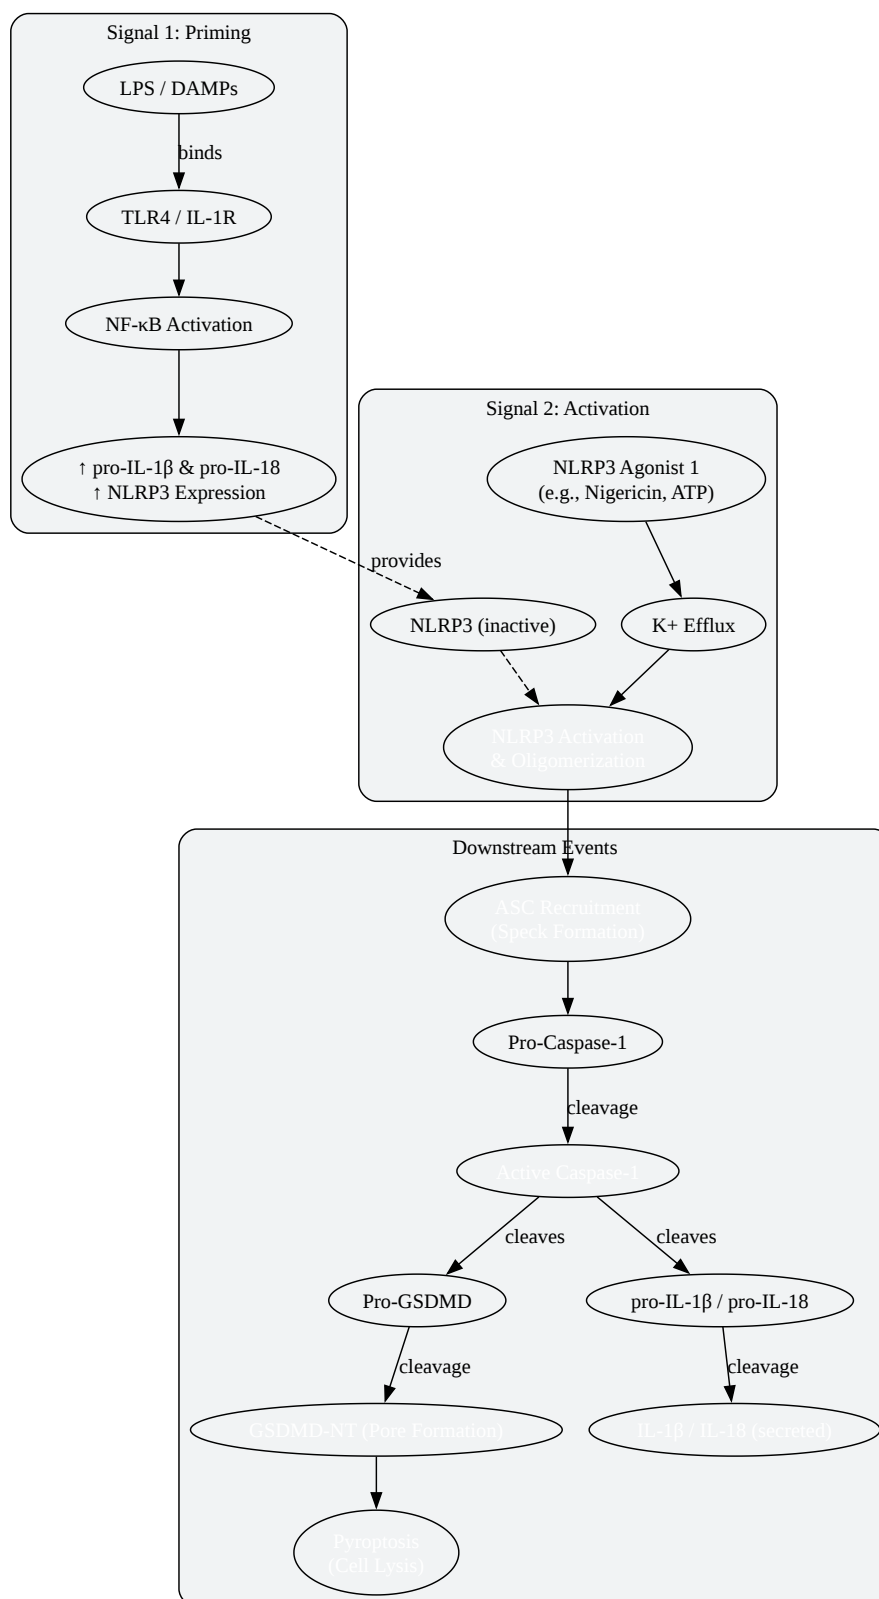 Signal 1: Priming
LPS / DAMPs
binds
TLR4 / IL-1R
NF-κB Activation
↑ pro-IL-1β & pro-IL-18
↑ NLRP3 Expression
Signal 2: Activation
NLRP3 Agonist 1
(e.g., Nigericin, ATP)
provides
NLRP3 (inactive)
K+ Efflux
NLRP3 Activation
& Oligomerization
Downstream Events
ASC Recruitment
(Speck Formation)
Pro-Caspase-1
cleavage
Active Caspase-1
cleaves
cleaves
Pro-GSDMD
pro-IL-1β / pro-IL-18
cleavage
cleavage
GSDMD-NT (Pore Formation)
IL-1β / IL-18 (secreted)
Pyroptosis
(Cell Lysis)